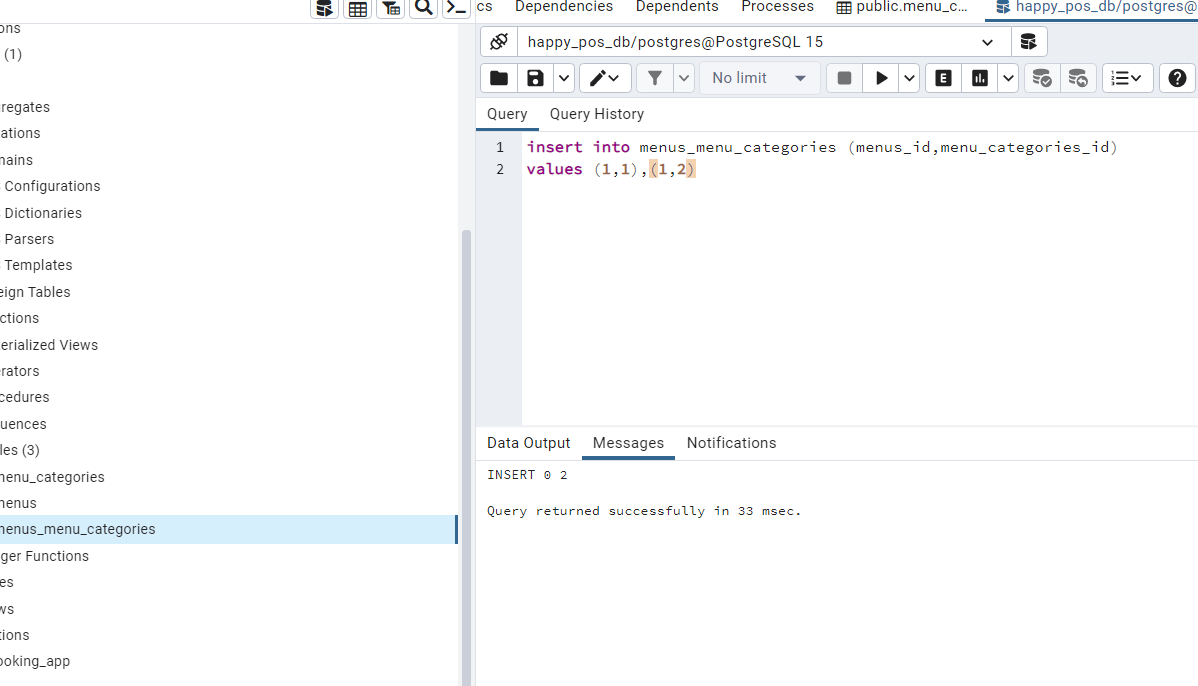 ons
(1)
regates
ations
mains
Configurations
Dictionaries
Parsers
Templates
eign Tables
ctions
erialized Views
erators
cedures
uences
les (3)
nenu_categories
nenus
nenus_menu_categories
ger Functions
es
ws
tions
ooking_app
cs Dependencies Dependents Processes public.menu_c... happy_pos_db/postgres@
happy_pos_db/postgres@PostgreSQL 15
No limit E
Query Query History
1 insert into menus_menu_categories (menus_id,menu_categories_id)
2 values (1,1),(1,2)
Data Output Messages Notifications
INSERT 0 2
Query returned successfully in 33 msec.